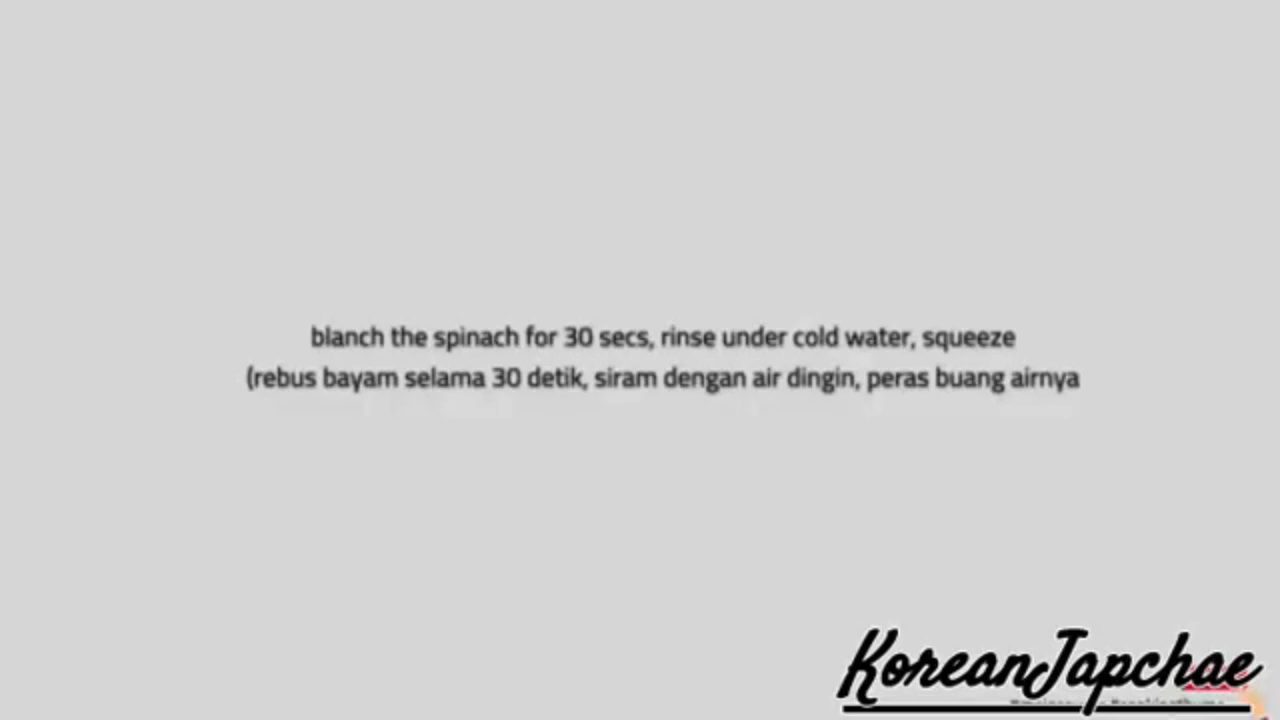 blanch the spinach for 30 secs, rinse under cold water, squeeze
(rebus bayam selama 30 detik, siram dengan air dingin, peras buang airnya
KoreanJapchae